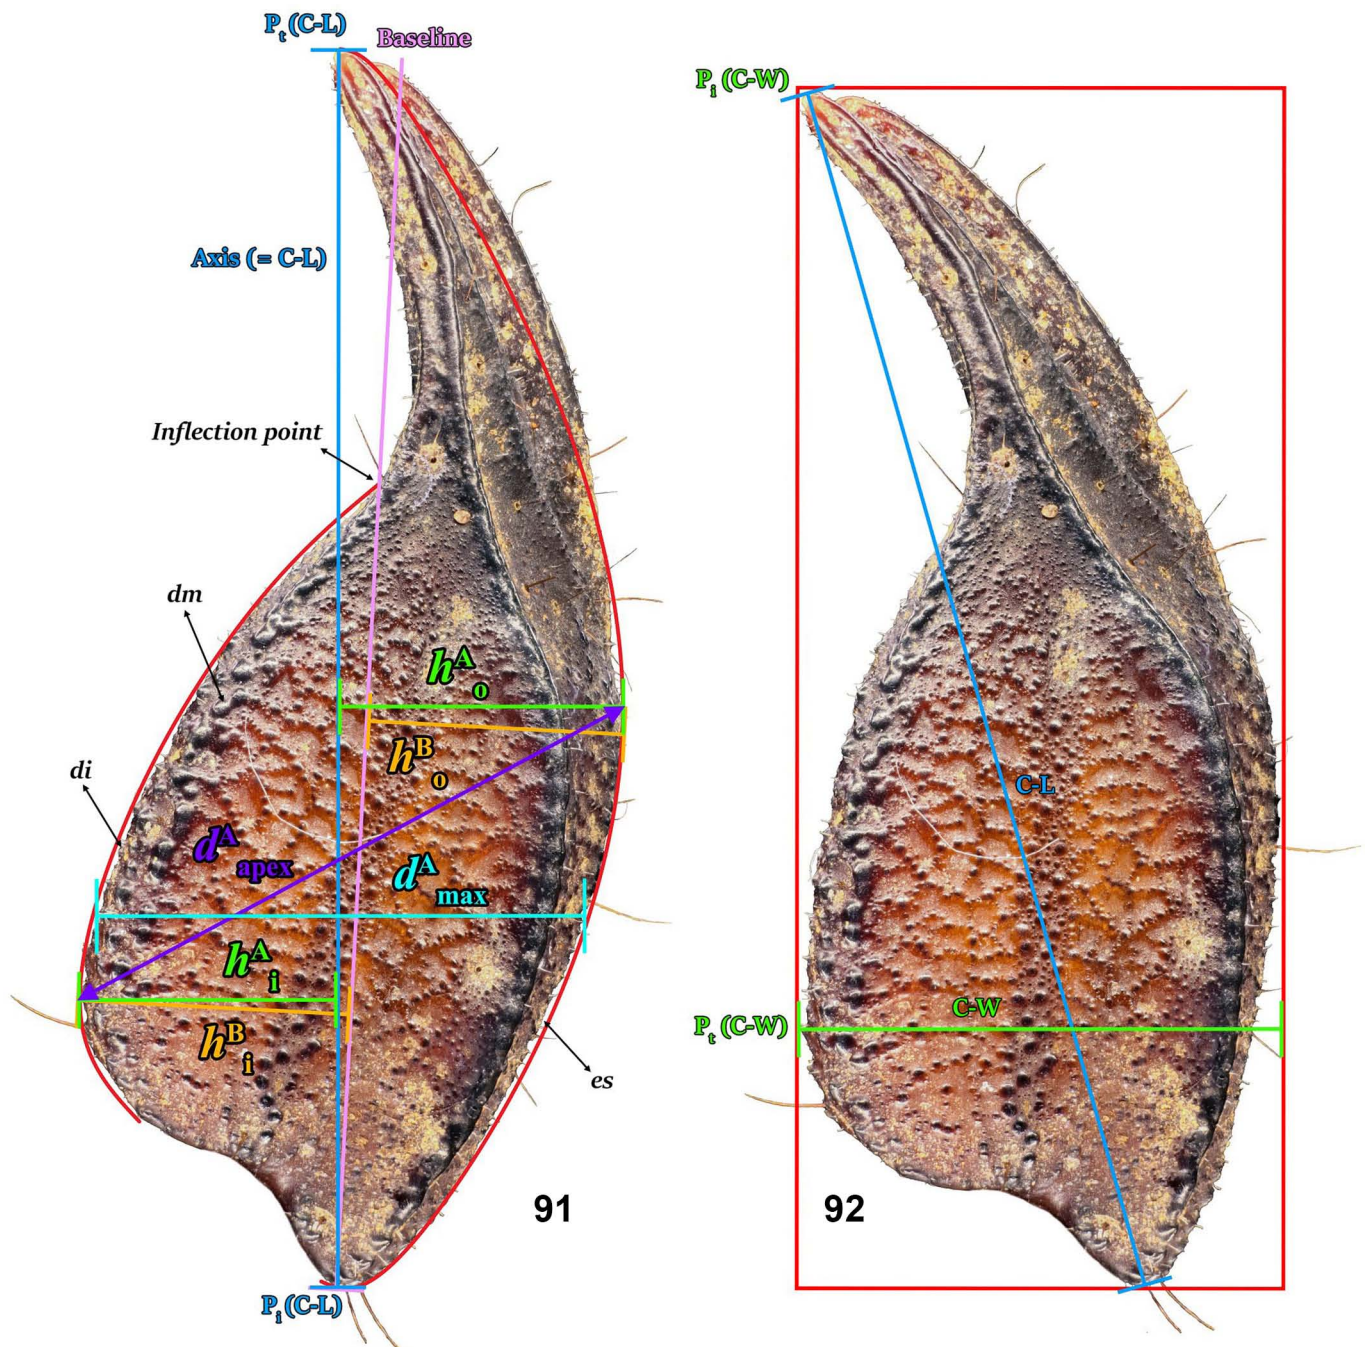 Pt (C-L)
Baseline
Axis (= C-L)
Inflection point
dm
hAo
hBo
di
dAapex
dAmax
hAi
hBi
es
91
Pi (C-L)
Pi (C-W)
C-L
C-W
Pt (C-W)
92